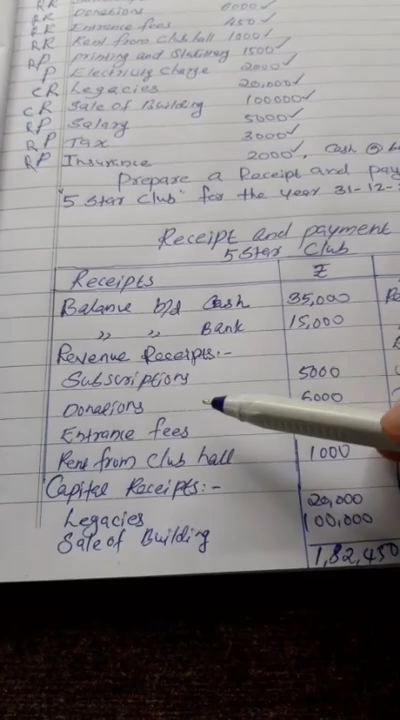 RR Donations 6000✓
RR Entrance fees 450✓
RR Rent from Club hall 1000✓
RP Printing and Stationery 1500✓
P Electricity Charge 2000✓
CR Legacies 20,000✓
CR Sale of Building 100000✓
RP Salary 5000✓
RP Tax 3000✓
RP Insurance 2000✓, Cash @
Prepare a Receipt and pay
"5 Star Club" for the year 31-12-
Receipt and payment
5 Star Club
Receipts ₹
Balance b/d Cash 35,000
,, ,, Bank 15,000
Revenue Receipts:-
Subscriptions 5000
Donations 6000
Entrance fees
Rent from Club hall 1000
Capital Receipts:-
Legacies 20,000
Sale of Building 100,000
1,82,450